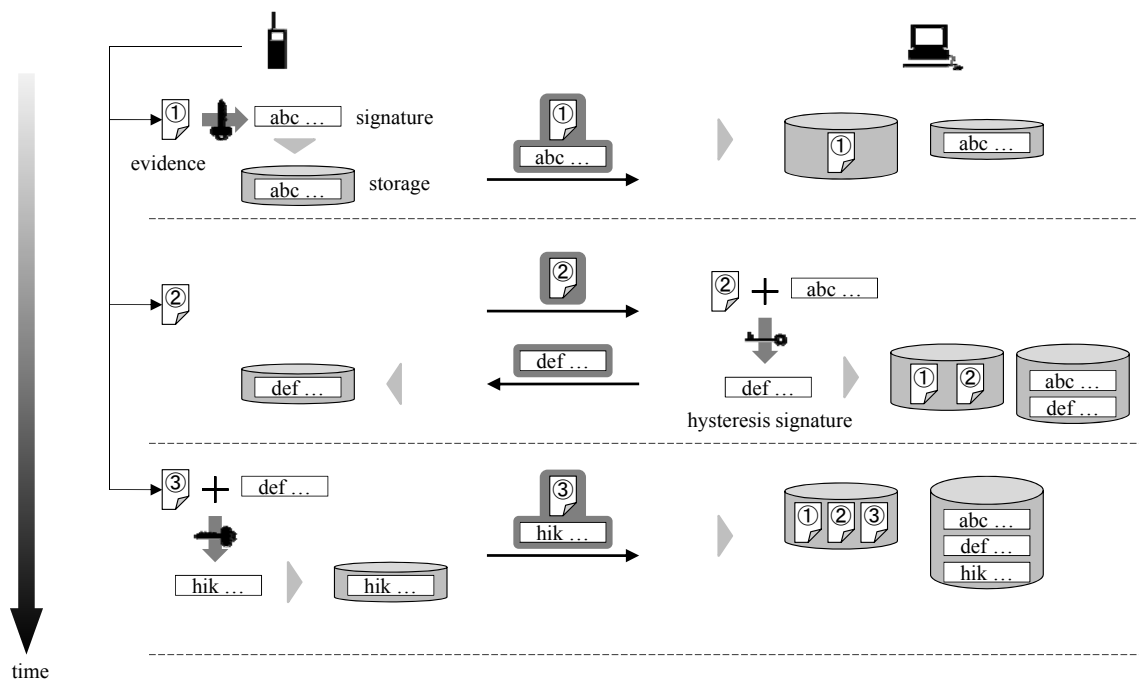 ①
abc …
signature
evidence
abc …
storage
①
abc …
①
abc …
②
②
def …
def …
②
abc …
def …
hysteresis signature
①
②
abc …
def …
③
def …
hik …
hik …
③
hik …
①
②
③
abc …
def …
hik …
time